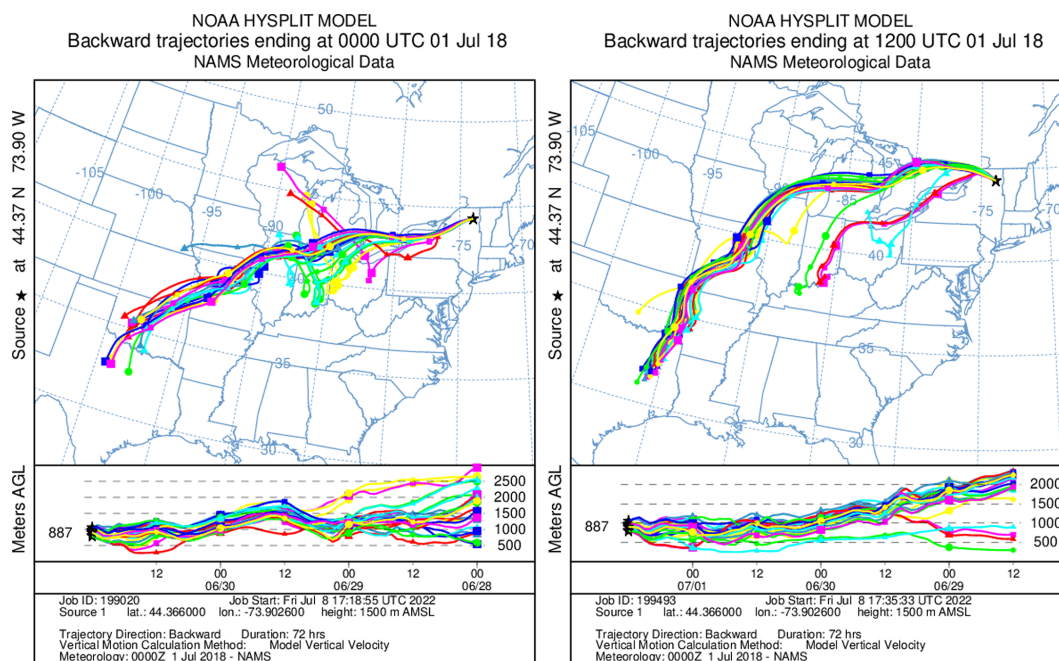 NOAA HYSPLIT MODEL
Backward trajectories ending at 0000 UTC 01 Jul 18
NAMS Meteorological Data
Source ★ at 44.37 N 73.90 W
50
-105
-100
-95
-90
-75
-70
40
35
30
Meters AGL
887
2500
2000
1500
1000
500
12 00 12 00 12 00
06/30 06/29 06/28
Job ID: 199020 Job Start: Fri Jul 8 17:18:55 UTC 2022
Source 1 lat.: 44.366000 lon.: -73.902600 height: 1500 m AMSL
Trajectory Direction: Backward Duration: 72 hrs
Vertical Motion Calculation Method: Model Vertical Velocity
Meteorology: 0000Z 1 Jul 2018 - NAMS
NOAA HYSPLIT MODEL
Backward trajectories ending at 1200 UTC 01 Jul 18
NAMS Meteorological Data
Source ★ at 44.37 N 73.90 W
-105
-100
45
-85
-75
40
35
30
Meters AGL
887
2000
1500
1000
500
00 12 00 12 00 12
07/01 06/30 06/29
Job ID: 199493 Job Start: Fri Jul 8 17:35:33 UTC 2022
Source 1 lat.: 44.366000 lon.: -73.902600 height: 1500 m AMSL
Trajectory Direction: Backward Duration: 72 hrs
Vertical Motion Calculation Method: Model Vertical Velocity
Meteorology: 0000Z 1 Jul 2018 - NAMS